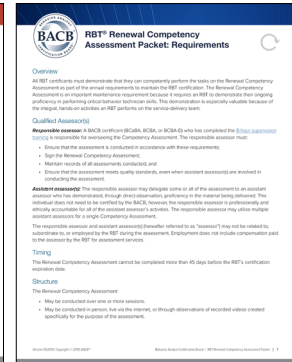 BACB
RBT® Renewal Competency
Assessment Packet: Requirements
Overview
All RBT certificants must demonstrate that they can competently perform the tasks on the Renewal Competency
Assessment as part of the annual requirements to maintain the RBT certification. The Renewal Competency
Assessment is an important maintenance requirement because it requires an RBT to demonstrate their ongoing
proficiency in performing critical behavior technician skills. This demonstration is especially valuable because of
the integral, hands-on activities an RBT performs on the service-delivery team.
Qualified Assessor(s)
Responsible assessor: A BACB certificant (BCaBA, BCBA, or BCBA-D) who has completed the 8-hour supervision
training is responsible for overseeing the Competency Assessment. The responsible assessor must:
• Ensure that the assessment is conducted in accordance with these requirements;
• Sign the Renewal Competency Assessment;
• Maintain records of all assessments conducted; and
• Ensure that the assessment meets quality standards, even when assistant assessor(s) are involved in
conducting the assessment.
Assistant assessor(s): The responsible assessor may delegate some or all of the assessment to an assistant
assessor who has demonstrated, through direct observation, proficiency in the material being delivered. This
individual does not need to be certified by the BACB; however, the responsible assessor is professionally and
ethically accountable for all of the assistant assessor's activities. The responsible assessor may utilize multiple
assistant assessors for a single Competency Assessment.
The responsible assessor and assistant assessor(s) (hereafter referred to as "assessor") may not be related to,
subordinate to, or employed by the RBT during the assessment. Employment does not include compensation paid
to the assessor by the RBT for assessment services.
Timing
The Renewal Competency Assessment cannot be completed more than 45 days before the RBT's certification
expiration date.
Structure
The Renewal Competency Assessment:
• May be conducted over one or more sessions.
• May be conducted in person, live via the internet, or through observations of recorded videos created
specifically for the purpose of the assessment.
Behavior Analyst Certification Board | RBT Renewal Competency Assessment Packet | 1